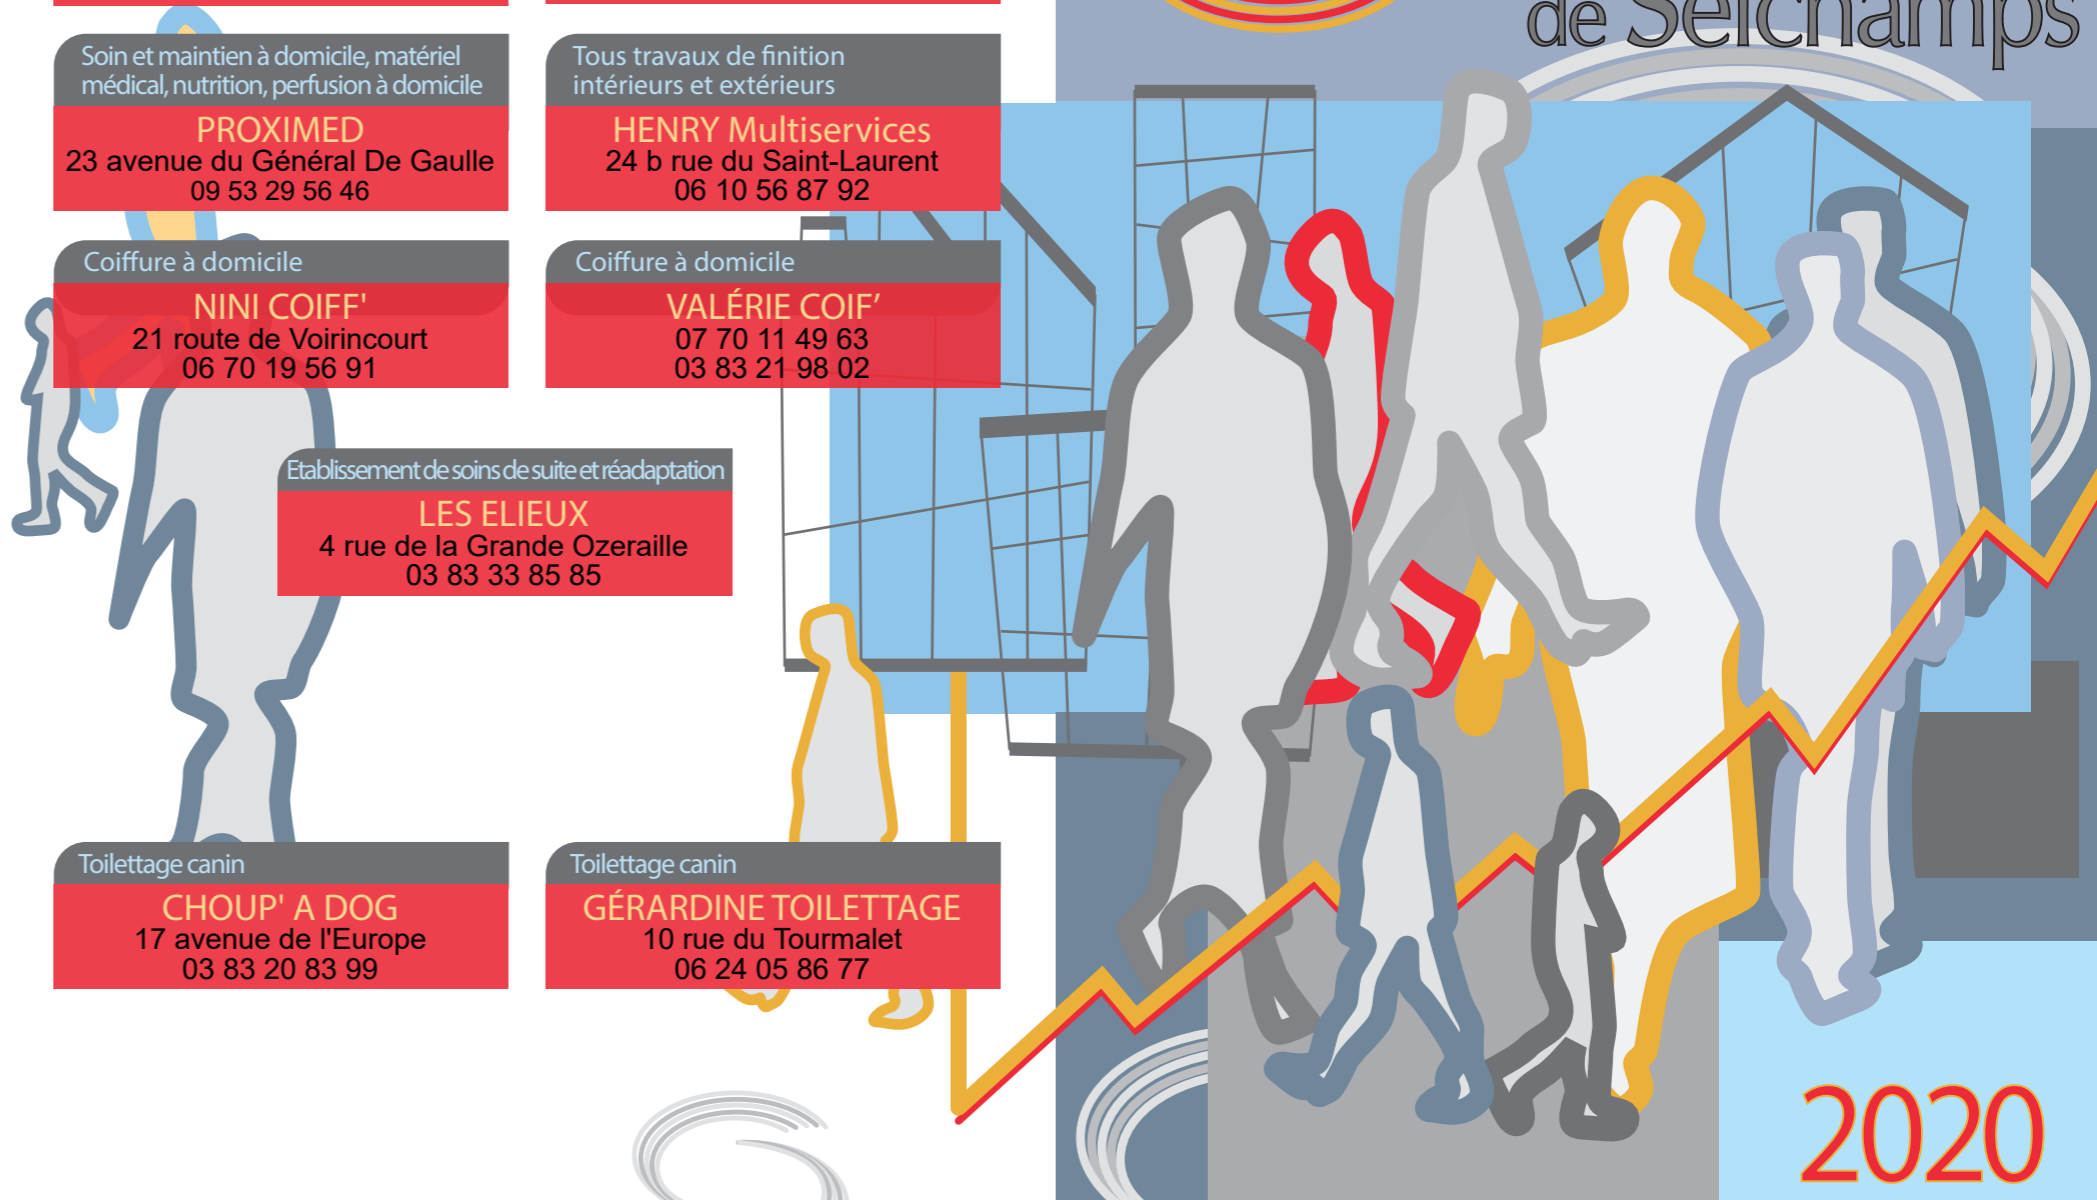 Soin et maintien à domicile, matériel
médical, nutrition, perfusion à domicile
PROXIMED
23 avenue du Général De Gaulle
09 53 29 56 46
Tous travaux de finition
intérieurs et extérieurs
HENRY Multiservices
24 b rue du Saint-Laurent
06 10 56 87 92
Coiffure à domicile
NINI COIFF'
21 route de Voirincourt
06 70 19 56 91
Coiffure à domicile
VALÉRIE COIF’
07 70 11 49 63
03 83 21 98 02
Etablissement de soins de suite et réadaptation
LES ELIEUX
4 rue de la Grande Ozeraille
03 83 33 85 85
Toilettage canin
CHOUP' A DOG
17 avenue de l'Europe
03 83 20 83 99
Toilettage canin
GÉRARDINE TOILETTAGE
10 rue du Tourmalet
06 24 05 86 77
de Seichamps
2020